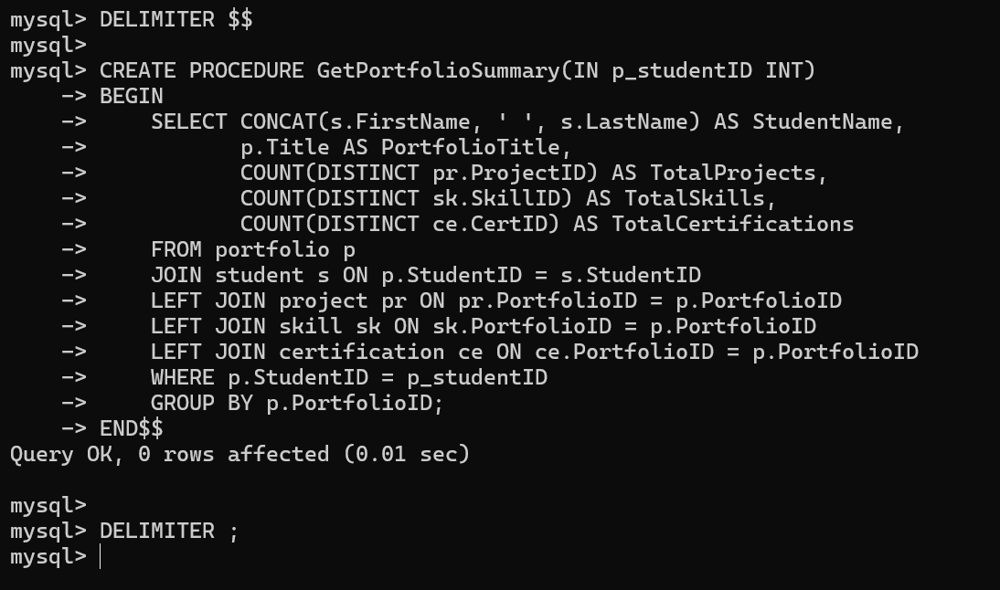 mysql> DELIMITER $$
mysql>
mysql> CREATE PROCEDURE GetPortfolioSummary(IN p_studentID INT)
    -> BEGIN
    ->     SELECT CONCAT(s.FirstName, ' ', s.LastName) AS StudentName,
    ->            p.Title AS PortfolioTitle,
    ->            COUNT(DISTINCT pr.ProjectID) AS TotalProjects,
    ->            COUNT(DISTINCT sk.SkillID) AS TotalSkills,
    ->            COUNT(DISTINCT ce.CertID) AS TotalCertifications
    ->     FROM portfolio p
    ->     JOIN student s ON p.StudentID = s.StudentID
    ->     LEFT JOIN project pr ON pr.PortfolioID = p.PortfolioID
    ->     LEFT JOIN skill sk ON sk.PortfolioID = p.PortfolioID
    ->     LEFT JOIN certification ce ON ce.PortfolioID = p.PortfolioID
    ->     WHERE p.StudentID = p_studentID
    ->     GROUP BY p.PortfolioID;
    -> END$$
Query OK, 0 rows affected (0.01 sec)

mysql>
mysql> DELIMITER ;
mysql>